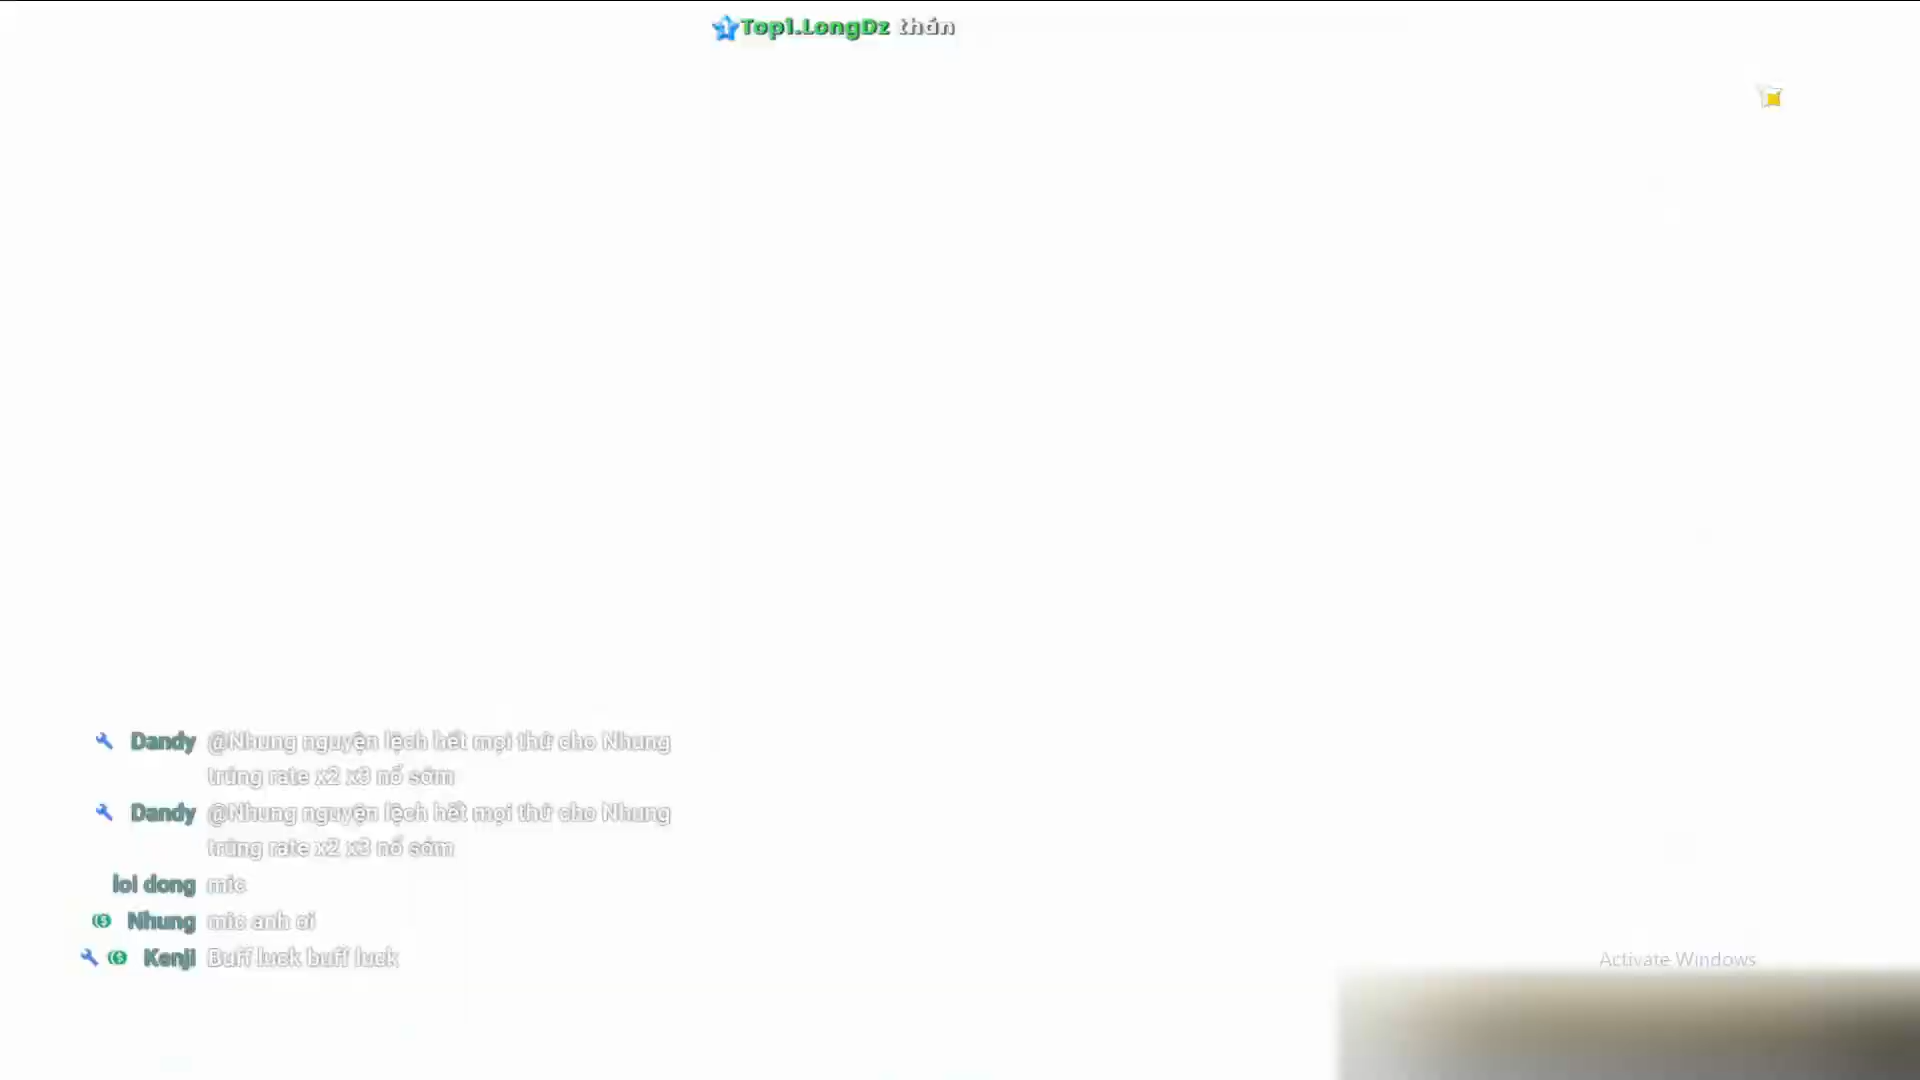 Top1.LongDz thán
Dandy @Nhung nguyện lệch hết mọi thứ cho Nhung
trúng rate x2 x3 nổ sớm
Dandy @Nhung nguyện lệch hết mọi thứ cho Nhung
trúng rate x2 x3 nổ sớm
loi dong mic
Nhung mic anh oi
Kenji Buff luck buff luck
Activate Windows